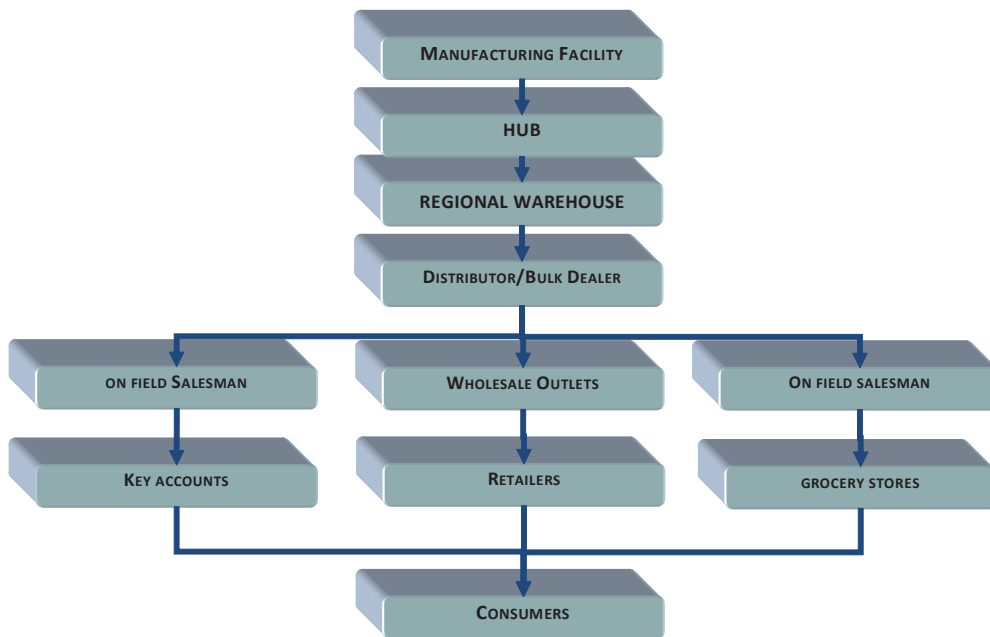 Manufacturing Facility
HUB
REGIONAL WAREHOUSE
Distributor/Bulk Dealer
on field Salesman
Wholesale Outlets
On field salesman
Key accounts
Retailers
grocery stores
Consumers